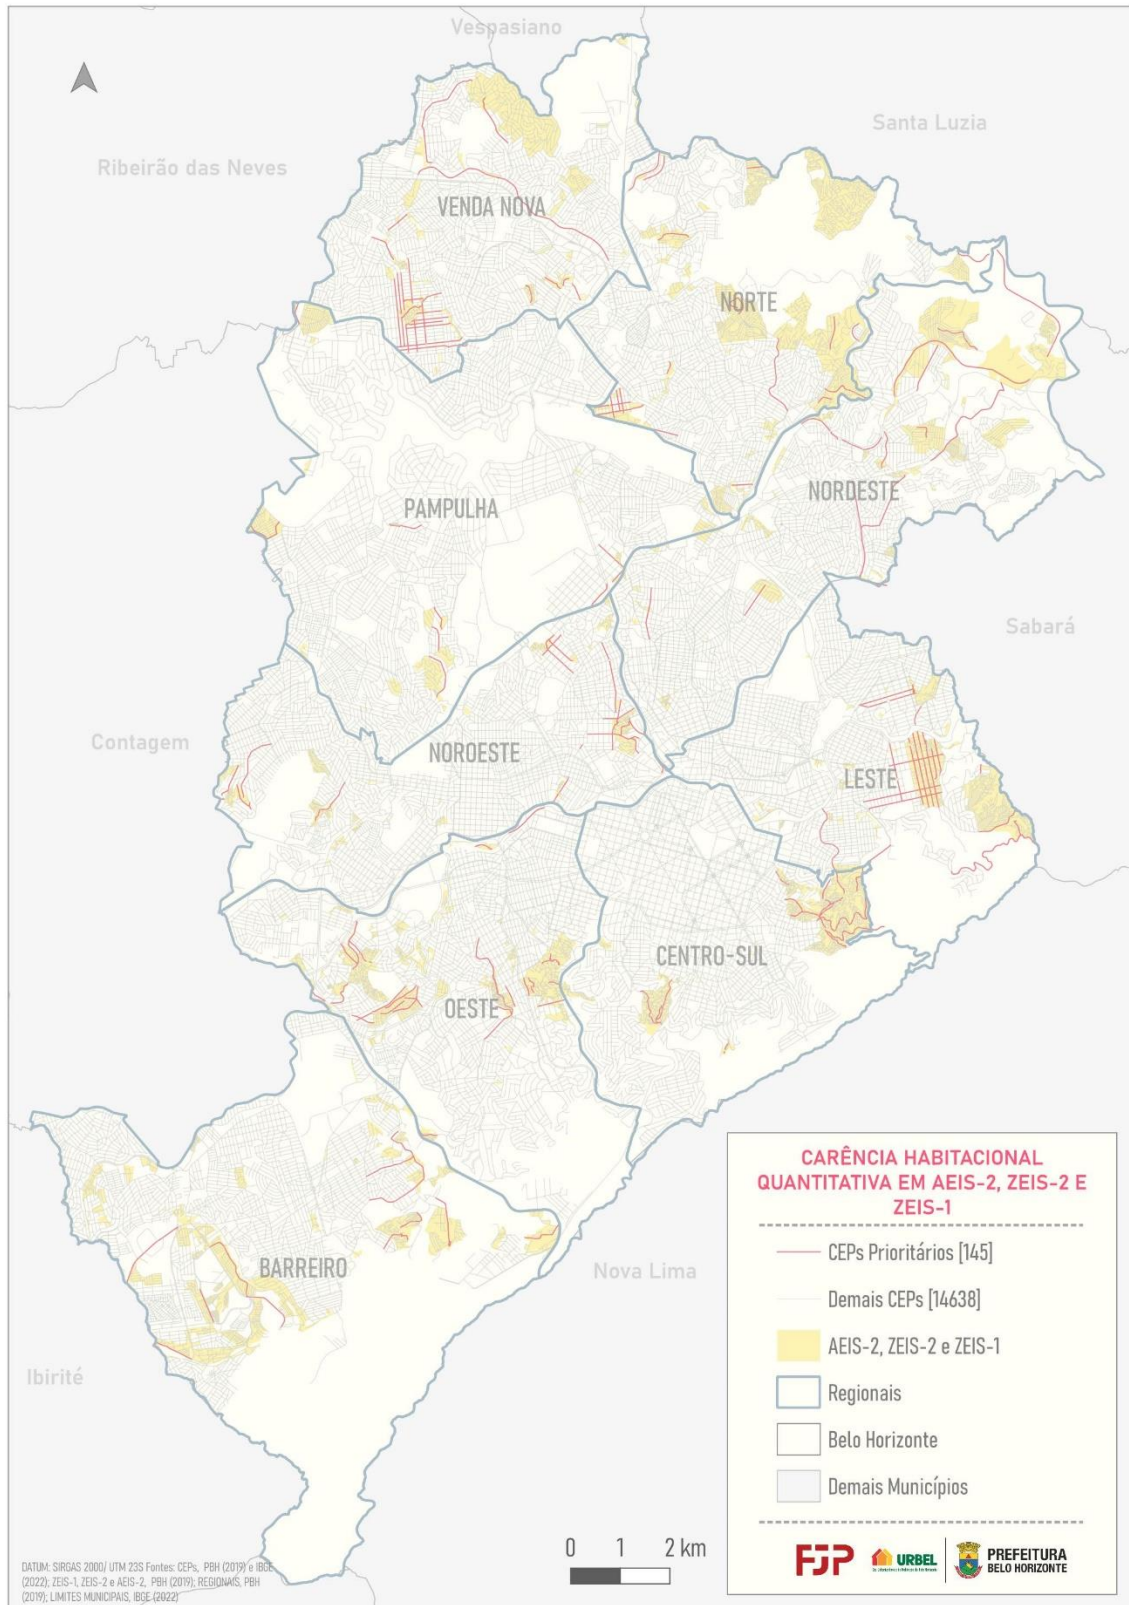 Vespasiano
Santa Luzia
Ribeirão das Neves
VENDA NOVA
NORTE
PAMPULHA
NORDESTE
Sabará
Contagem
NOROESTE
LESTE
CENTRO-SUL
OESTE
BARREIRO
Nova Lima
Ibirité
CARÊNCIA HABITACIONAL
QUANTITATIVA EM AEIS-2, ZEIS-2 E
ZEIS-1
CEPs Prioritários [145]
Demais CEPs [14638]
AEIS-2, ZEIS-2 e ZEIS-1
Regionais
Belo Horizonte
Demais Municípios
FJP
URBEL
PREFEITURA
BELO HORIZONTE
0 1 2 km
DATUM: SIRGAS 2000/ UTM 23S Fontes: CEPs, PBH (2019) e IBGE
(2022); ZEIS-1, ZEIS-2 e AEIS-2, PBH (2019); REGIONAIS, PBH
(2019); LIMITES MUNICIPAIS, IBGE (2022)